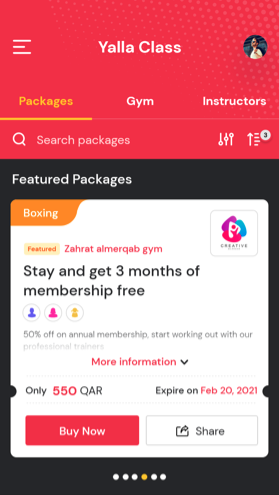 Yalla Class
Packages Gym Instructors
Search packages 3
Featured Packages
Boxing
CREATIVE
Featured Zahrat almerqab gym
Stay and get 3 months of
membership free
50% off on annual membership, start working out with our
professional trainers
More information
Only 550 QAR Expire on Feb 20, 2021
Buy Now Share